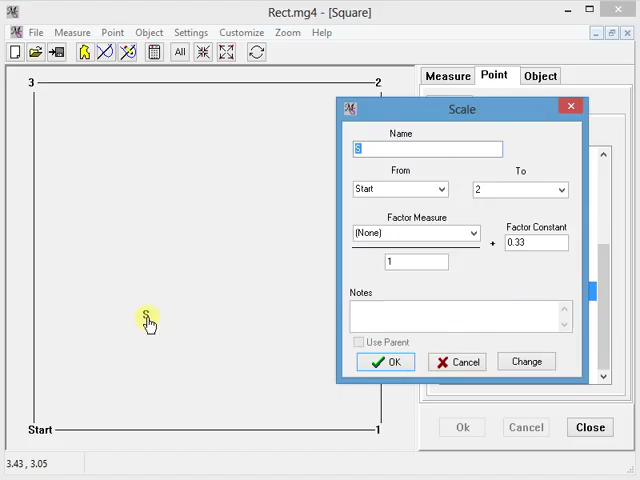 Rect.mg4 - [Square]
File Measure Point Object Settings Customize Zoom Help
All
Measure Point Object
3 2
S
Start 1
Scale
Name
S
From To
Start 2
Factor Measure Factor Constant
(None) + 0.33
1
Notes
Use Parent
OK Cancel Change
Ok Cancel Close
3.43 , 3.05